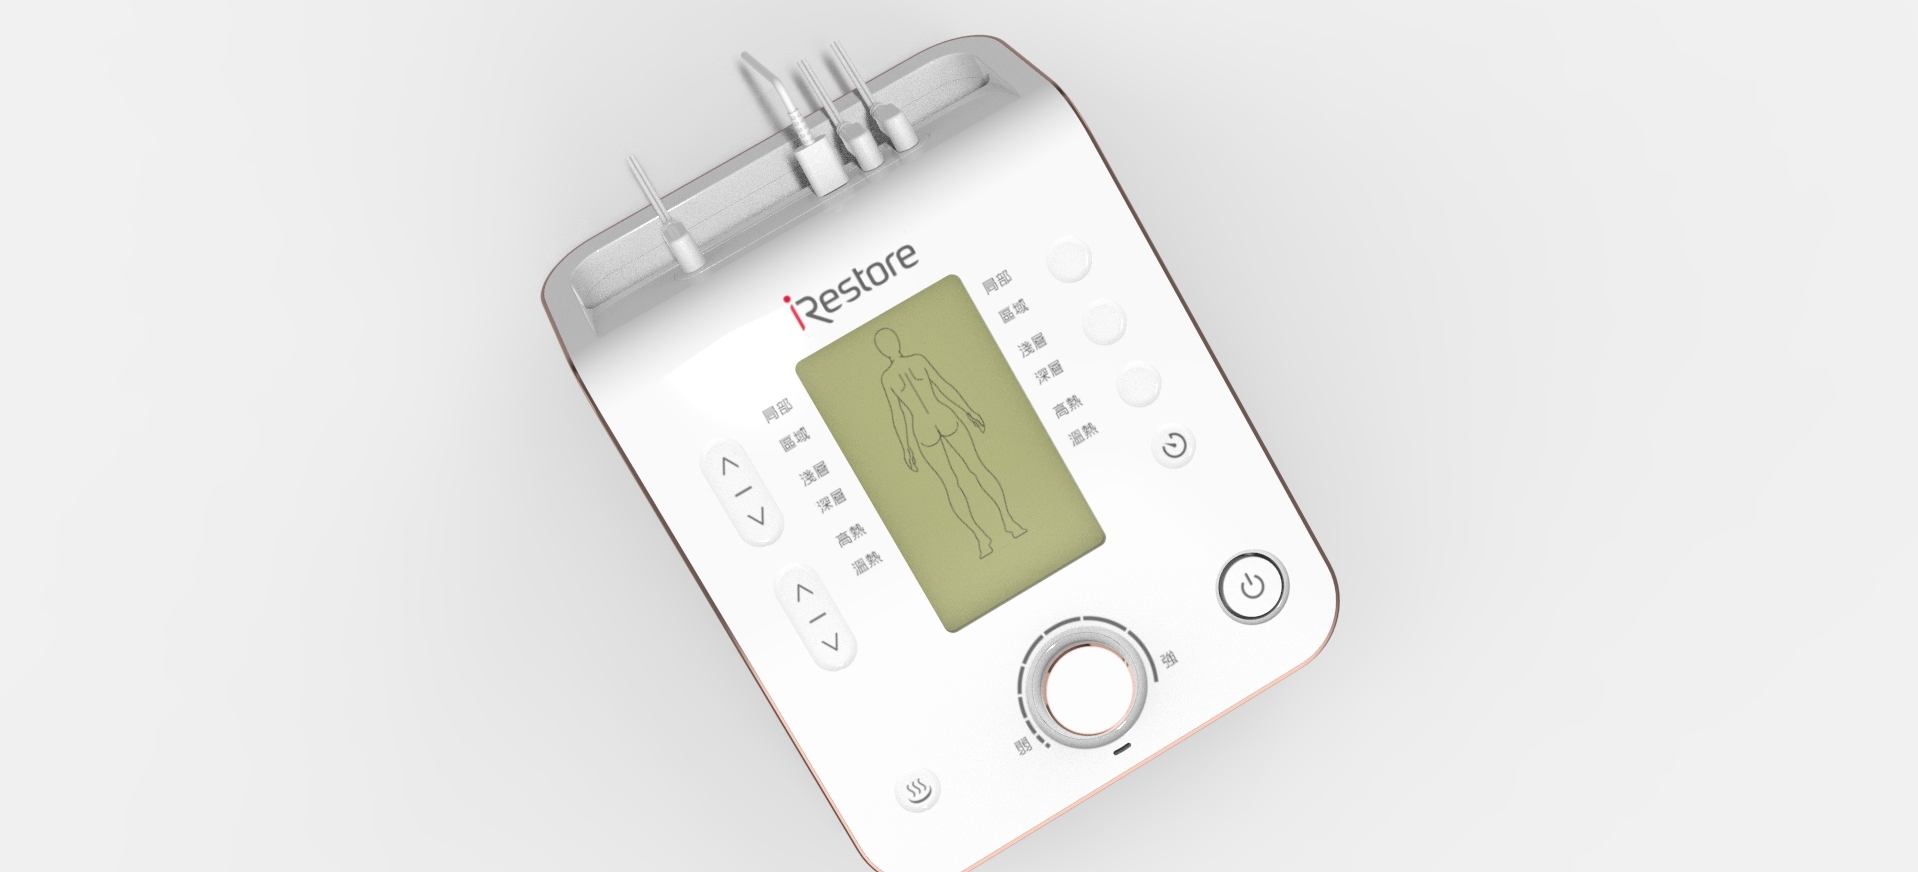 iRestore
局部
區域
淺層
深層
高熱
溫熱
局部
區域
淺層
深層
高熱
溫熱
強
弱